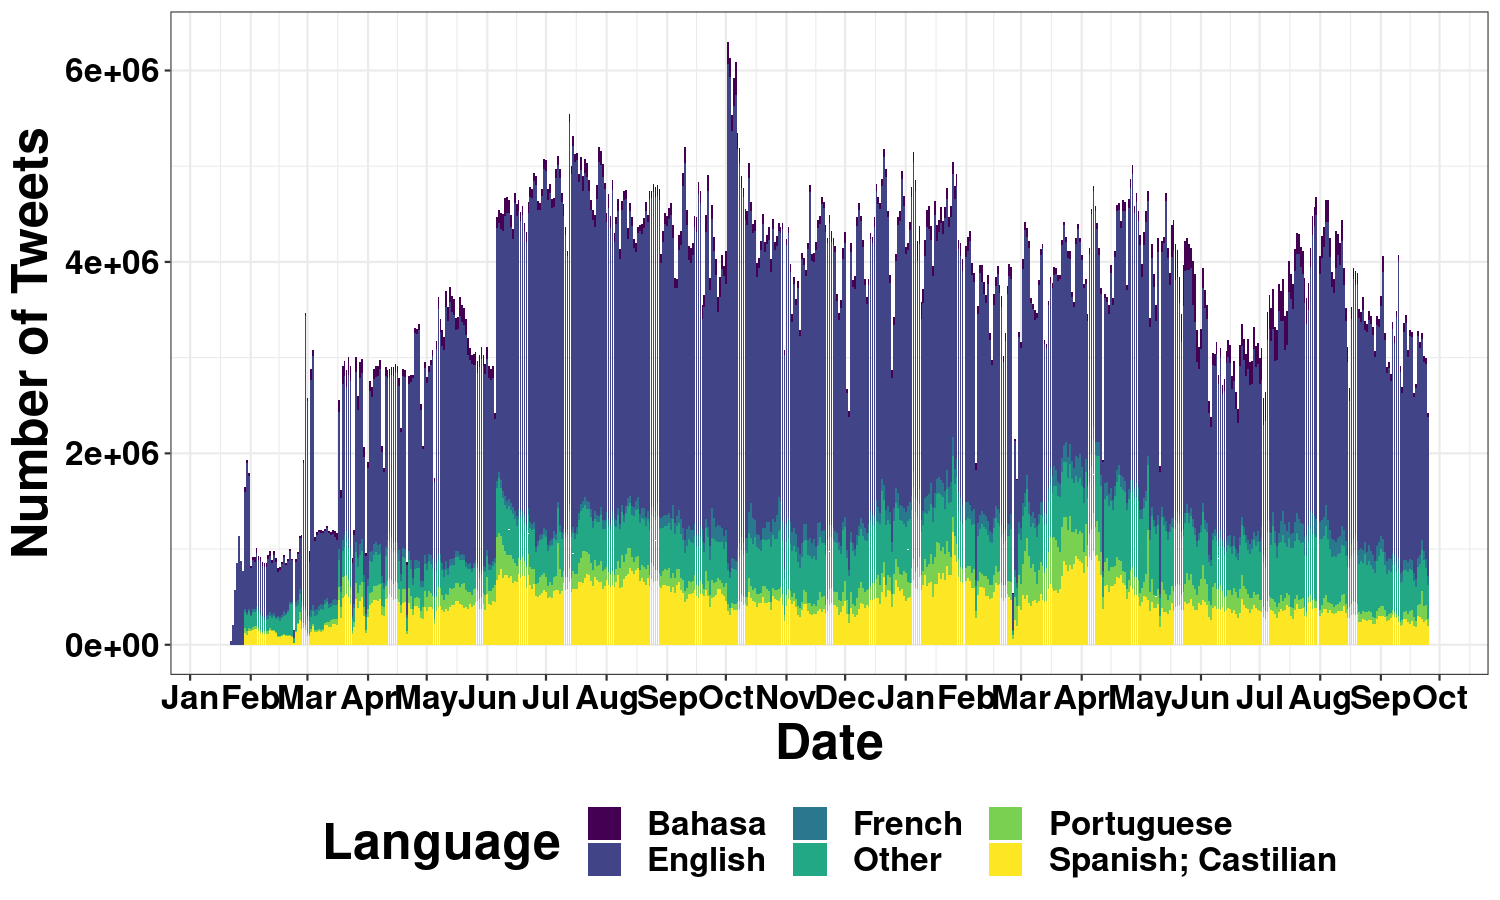 Number of Tweets
6e+06
4e+06
2e+06
0e+00
Jan Feb Mar Apr May Jun Jul Aug Sep Oct Nov Dec Jan Feb Mar Apr May Jun Jul Aug Sep Oct
Date
Language
Bahasa French Portuguese
English Other Spanish; Castilian